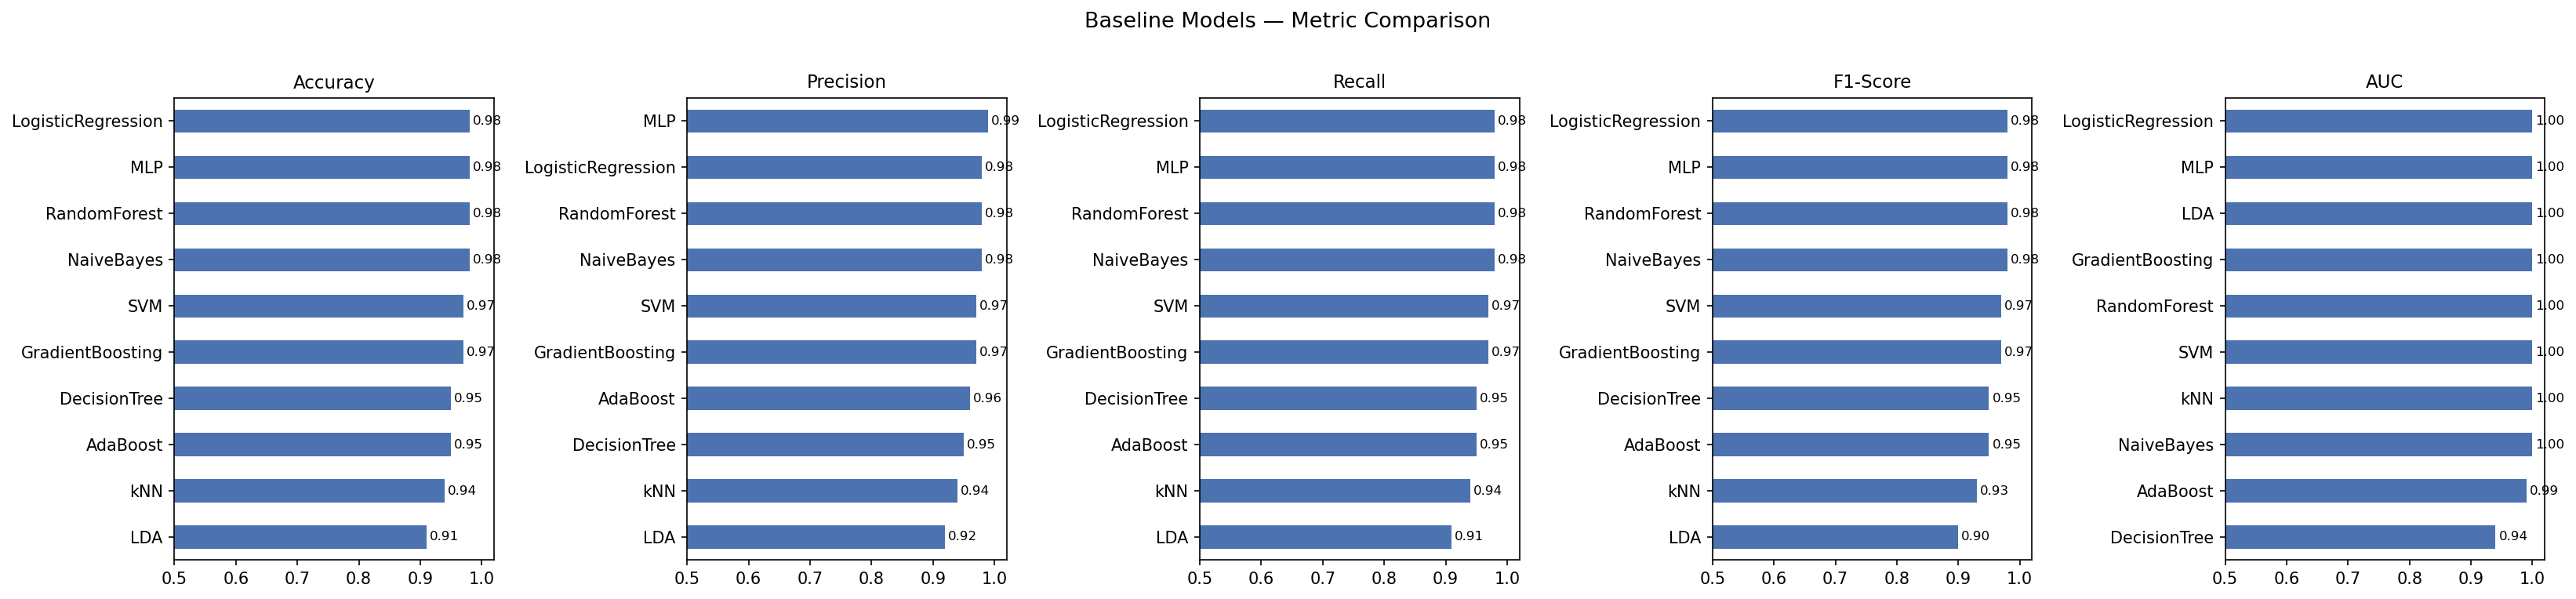 Baseline Models — Metric Comparison
Accuracy
LogisticRegression 0.98
MLP 0.98
RandomForest 0.98
NaiveBayes 0.98
SVM 0.97
GradientBoosting 0.97
DecisionTree 0.95
AdaBoost 0.95
kNN 0.94
LDA 0.91
0.5 0.6 0.7 0.8 0.9 1.0
Precision
MLP 0.99
LogisticRegression 0.98
RandomForest 0.98
NaiveBayes 0.98
SVM 0.97
GradientBoosting 0.97
AdaBoost 0.96
DecisionTree 0.95
kNN 0.94
LDA 0.92
0.5 0.6 0.7 0.8 0.9 1.0
Recall
LogisticRegression 0.98
MLP 0.98
RandomForest 0.98
NaiveBayes 0.98
SVM 0.97
GradientBoosting 0.97
DecisionTree 0.95
AdaBoost 0.95
kNN 0.94
LDA 0.91
0.5 0.6 0.7 0.8 0.9 1.0
F1-Score
LogisticRegression 0.98
MLP 0.98
RandomForest 0.98
NaiveBayes 0.98
SVM 0.97
GradientBoosting 0.97
DecisionTree 0.95
AdaBoost 0.95
kNN 0.93
LDA 0.90
0.5 0.6 0.7 0.8 0.9 1.0
AUC
LogisticRegression 1.00
MLP 1.00
LDA 1.00
GradientBoosting 1.00
RandomForest 1.00
SVM 1.00
kNN 1.00
NaiveBayes 1.00
AdaBoost 0.99
DecisionTree 0.94
0.5 0.6 0.7 0.8 0.9 1.0